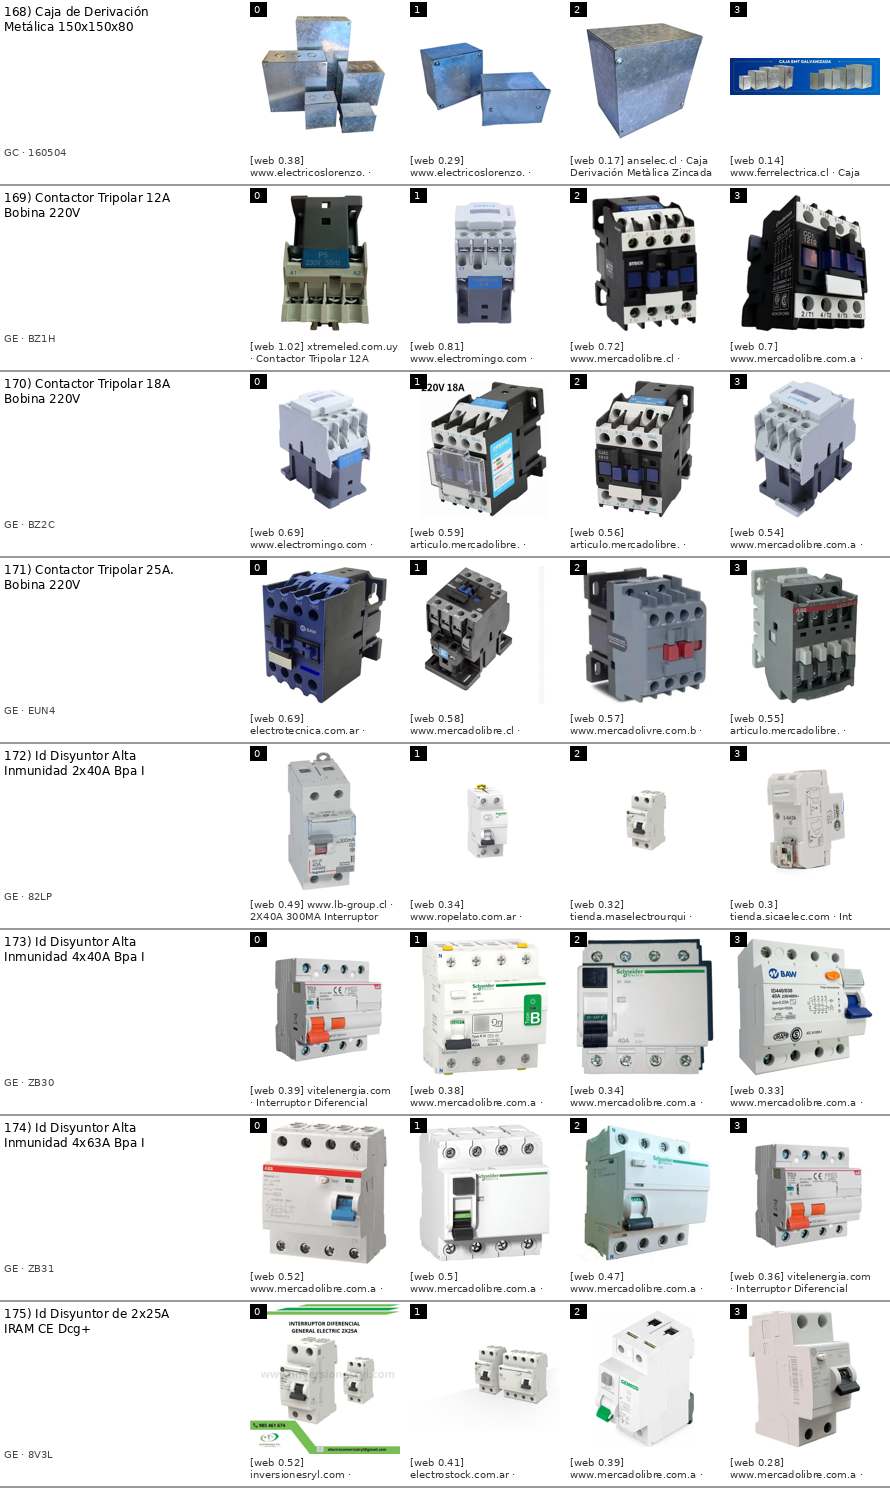 168) Caja de Derivación
Metálica 150x150x80
GC · 160504
0
1
2
3
CAJA EMT GALVANIZADA
[web 0.38]
www.electricoslorenzo. ·
[web 0.29]
www.electricoslorenzo. ·
[web 0.17] anselec.cl · Caja
Derivación Metàlica Zincada
[web 0.14]
www.ferrelectrica.cl · Caja
169) Contactor Tripolar 12A
Bobina 220V
GE · BZ1H
0
1
2
3
[web 1.02] xtremeled.com.uy
· Contactor Tripolar 12A
[web 0.81]
www.electromingo.com ·
[web 0.72]
www.mercadolibre.cl ·
[web 0.7]
www.mercadolibre.com.a ·
170) Contactor Tripolar 18A
Bobina 220V
GE · BZ2C
0
1
220V 18A
2
3
[web 0.69]
www.electromingo.com ·
[web 0.59]
articulo.mercadolibre. ·
[web 0.56]
articulo.mercadolibre. ·
[web 0.54]
www.mercadolibre.com.a ·
171) Contactor Tripolar 25A.
Bobina 220V
GE · EUN4
0
BAW
1
2
3
[web 0.69]
electrotecnica.com.ar ·
[web 0.58]
www.mercadolibre.cl ·
[web 0.57]
www.mercadolivre.com.b ·
[web 0.55]
articulo.mercadolibre. ·
172) Id Disyuntor Alta
Inmunidad 2x40A Bpa I
GE · 82LP
0
1
2
3
[web 0.49] www.lb-group.cl ·
2X40A 300MA Interruptor
[web 0.34]
www.ropelato.com.ar ·
[web 0.32]
tienda.maselectrourqui ·
[web 0.3]
tienda.sicaelec.com · Int
173) Id Disyuntor Alta
Inmunidad 4x40A Bpa I
GE · ZB30
0
1
Schneider
B
2
Schneider
40A
3
BAW
40A
[web 0.39] vitelenergia.com
· Interruptor Diferencial
[web 0.38]
www.mercadolibre.com.a ·
[web 0.34]
www.mercadolibre.com.a ·
[web 0.33]
www.mercadolibre.com.a ·
174) Id Disyuntor Alta
Inmunidad 4x63A Bpa I
GE · ZB31
0
ABB
1
2
Schneider
3
[web 0.52]
www.mercadolibre.com.a ·
[web 0.5]
www.mercadolibre.com.a ·
[web 0.47]
www.mercadolibre.com.a ·
[web 0.36] vitelenergia.com
· Interruptor Diferencial
175) Id Disyuntor de 2x25A
IRAM CE Dcg+
GE · 8V3L
0
INTERRUPTOR DIFERENCIAL
GENERAL ELECTRIC 2X25A
1
2
3
[web 0.52]
inversionesryl.com ·
[web 0.41]
electrostock.com.ar ·
[web 0.39]
www.mercadolibre.com.a ·
[web 0.28]
www.mercadolibre.com.a ·